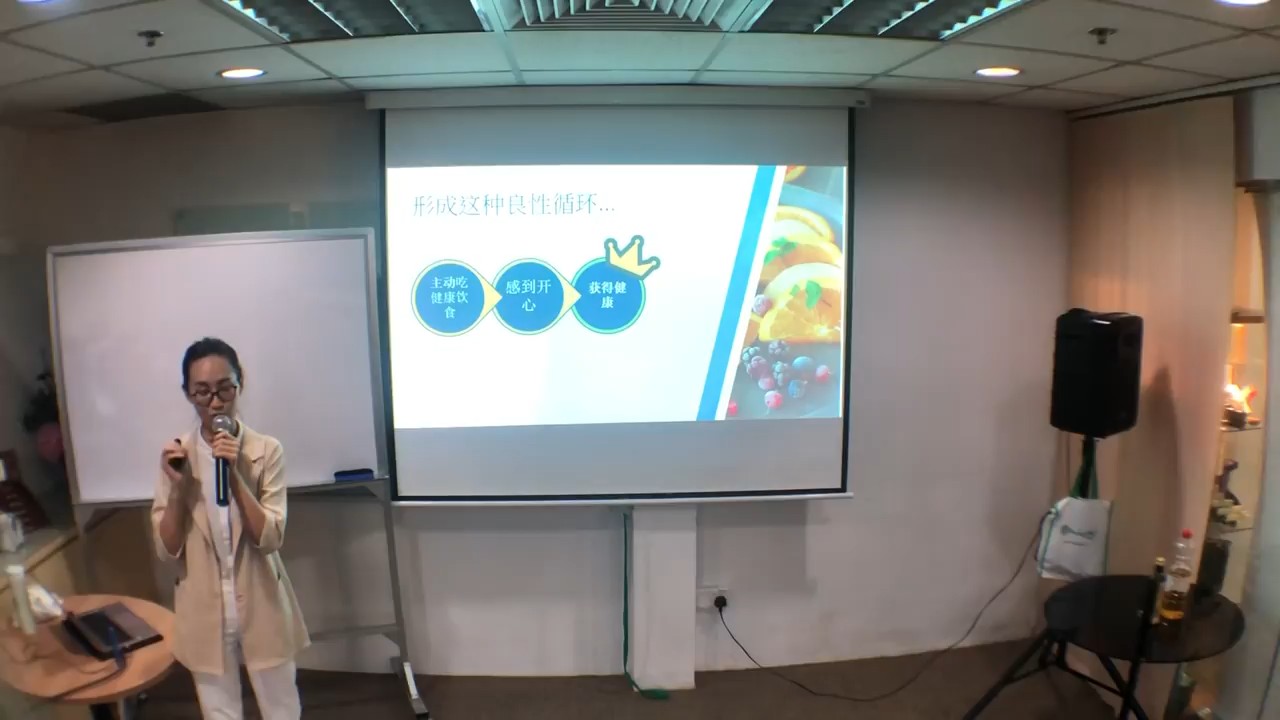 形成这种良性循环...
主动吃
健康饮
食
感到开
心
获得健
康